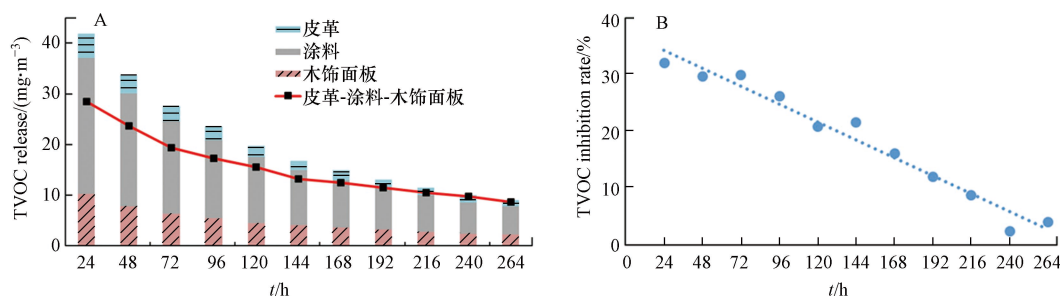 A
TVOC release/(mg·m⁻³)
40
30
20
10
0
皮革
涂料
木饰面板
皮革-涂料-木饰面板
24 48 72 96 120 144 168 192 216 240 264
t/h
B
TVOC inhibition rate/%
40
30
20
10
0
0 24 48 72 96 120 144 168 192 216 240 264
t/h